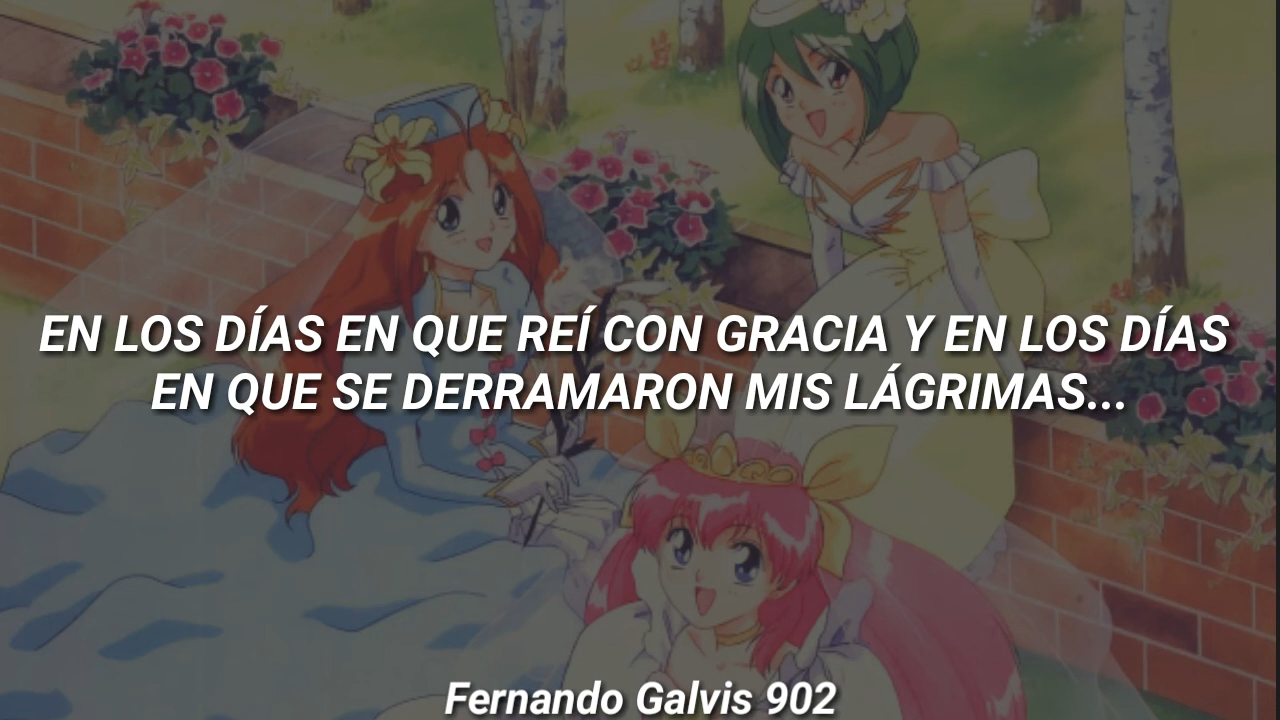 EN LOS DÍAS EN QUE REÍ CON GRACIA Y EN LOS DÍAS
EN QUE SE DERRAMARON MIS LÁGRIMAS...
Fernando Galvis 902